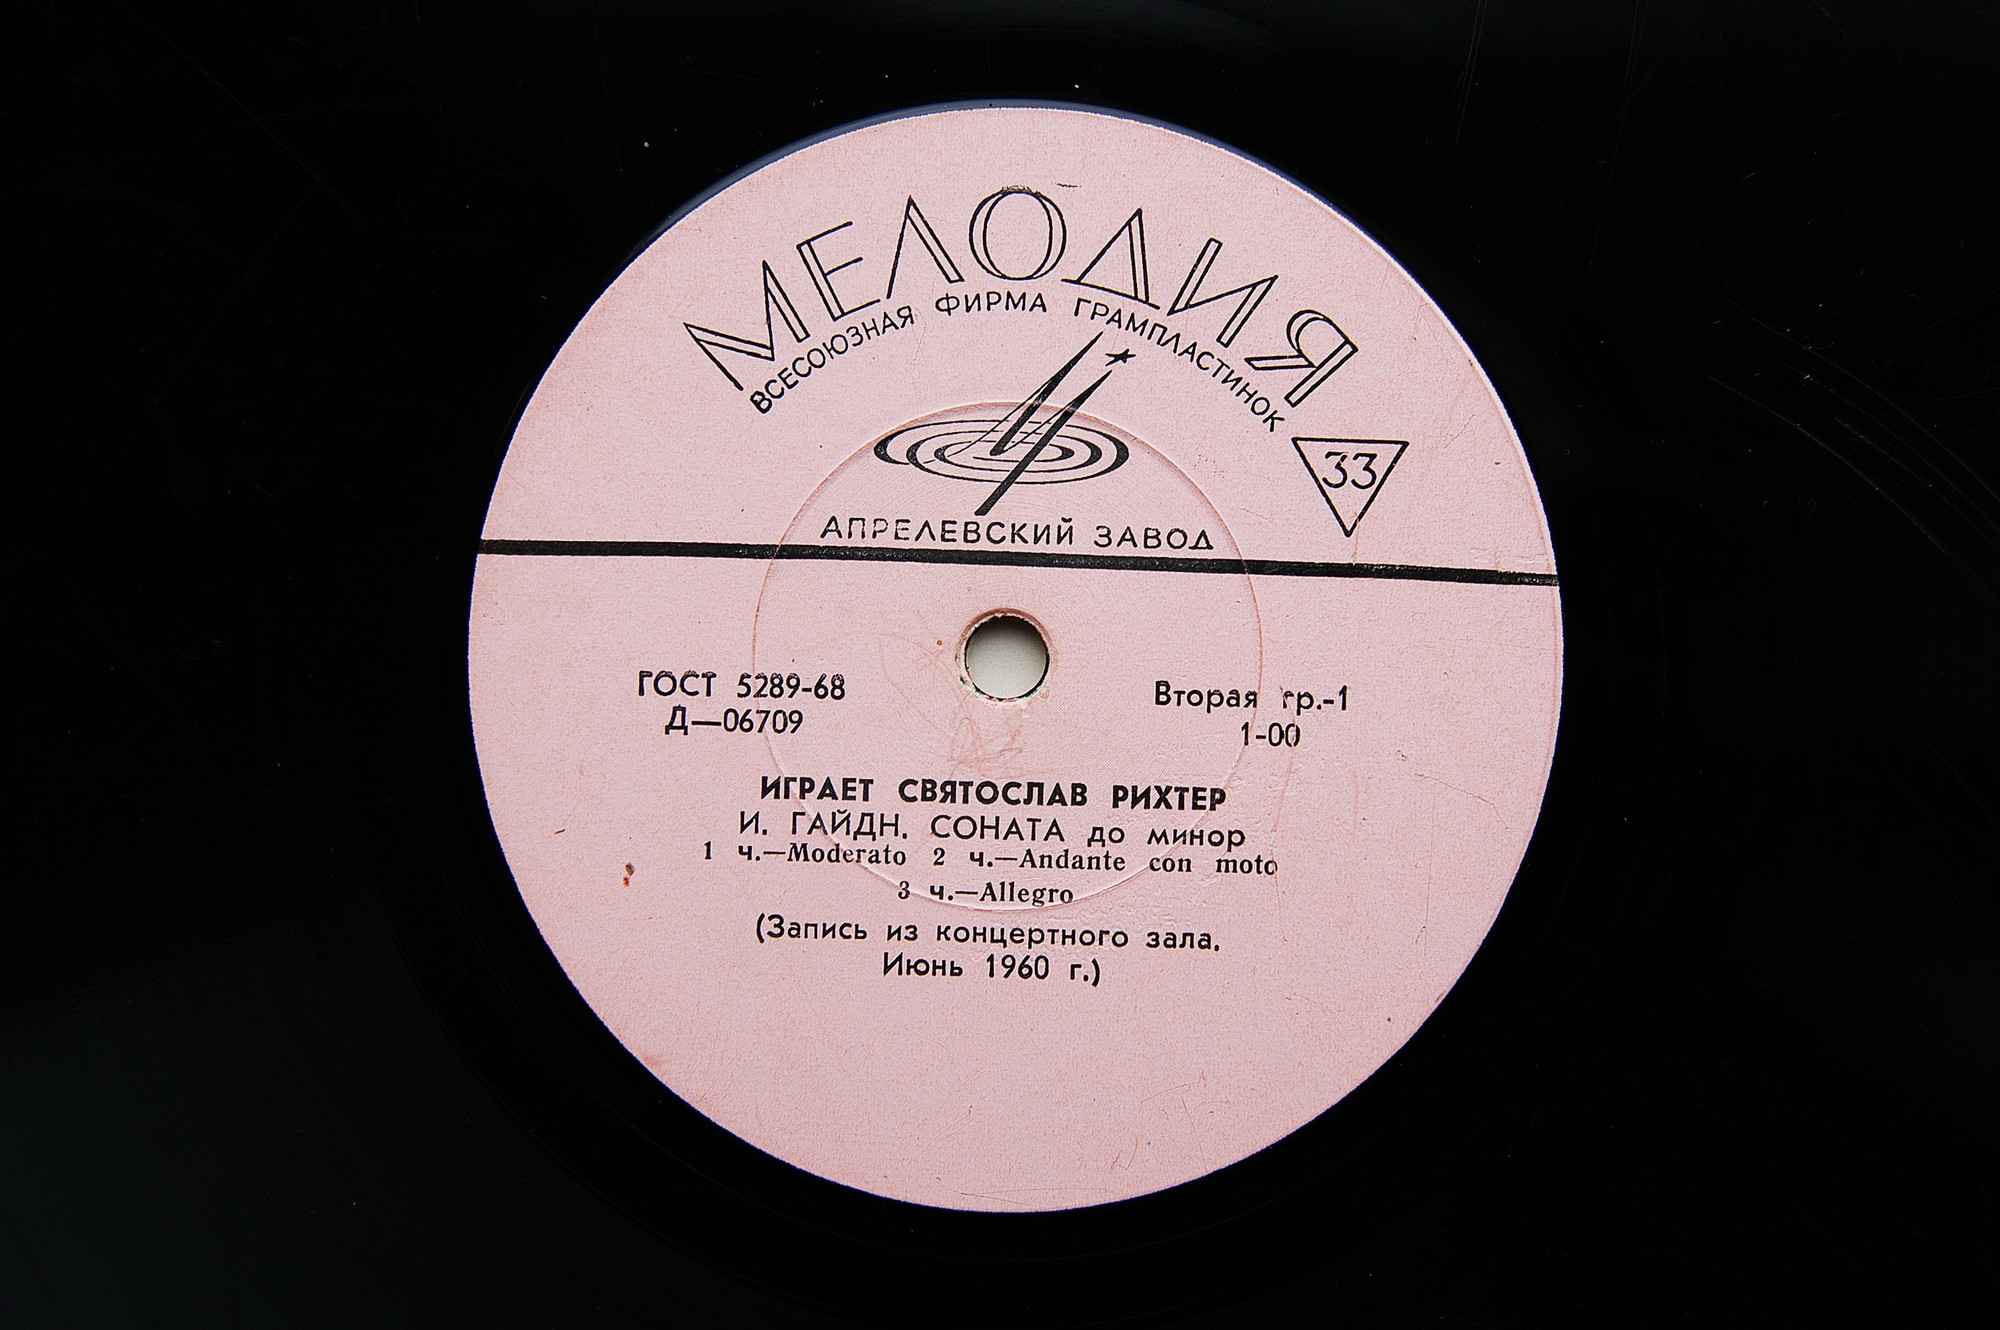 МЕЛОДИЯ
ВСЕСОЮЗНАЯ ФИРМА ГРАМПЛАСТИНОК
33
АПРЕЛЕВСКИЙ ЗАВОД
ГОСТ 5289-68
Д—06709
Вторая гр.-1
1-00
ИГРАЕТ СВЯТОСЛАВ РИХТЕР
И. ГАЙДН. СОНАТА до минор
1 ч.—Moderato 2 ч.—Andante con moto
3 ч.—Allegro
(Запись из концертного зала.
Июнь 1960 г.)